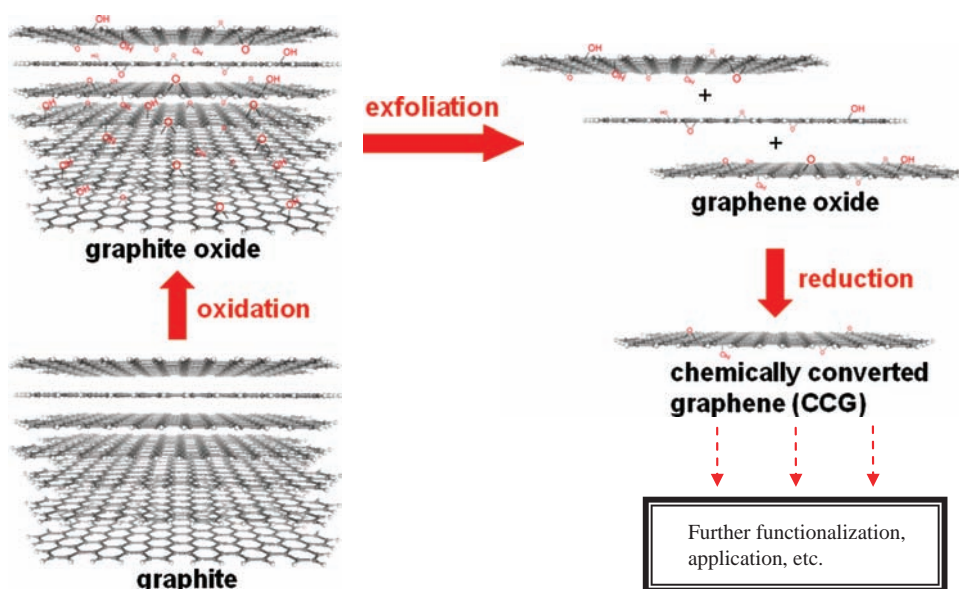 graphite
oxidation
graphite oxide
exfoliation
+
+
graphene oxide
reduction
chemically converted
graphene (CCG)
Further functionalization,
application, etc.